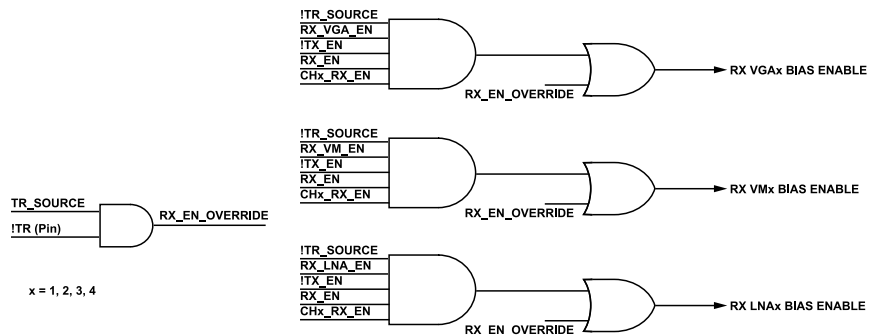 !TR_SOURCE
RX_VGA_EN
!TX_EN
RX_EN
CHx_RX_EN
RX_EN_OVERRIDE
RX VGAx BIAS ENABLE
!TR_SOURCE
RX_VM_EN
!TX_EN
RX_EN
CHx_RX_EN
RX_EN_OVERRIDE
RX VMx BIAS ENABLE
TR_SOURCE
!TR (Pin)
RX_EN_OVERRIDE
x = 1, 2, 3, 4
!TR_SOURCE
RX_LNA_EN
!TX_EN
RX_EN
CHx_RX_EN
RX_EN_OVERRIDE
RX LNAx BIAS ENABLE